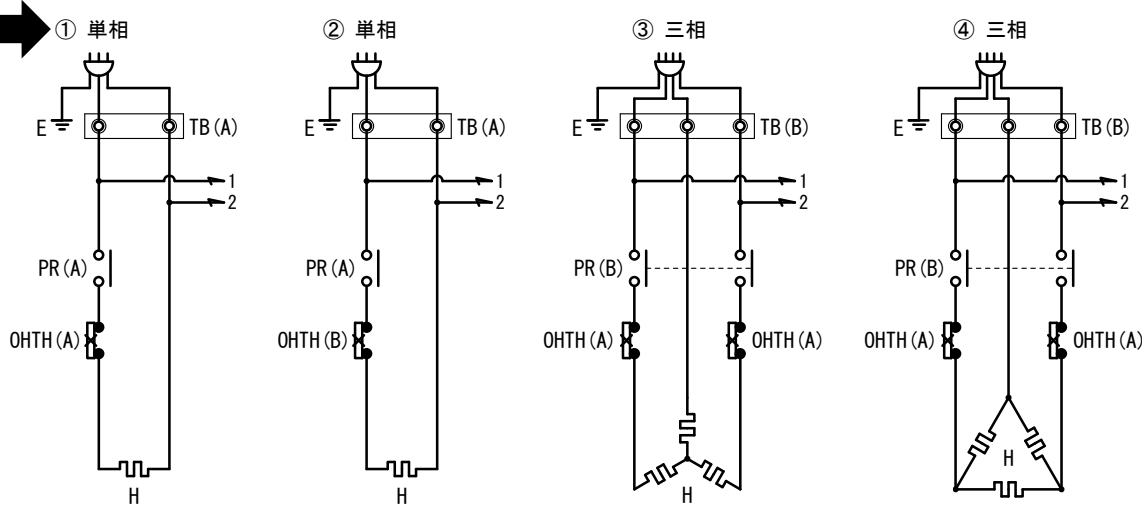 ① 単相
E
TB(A)
1
2
PR(A)
OHTH(A)
H
② 単相
E
TB(A)
1
2
PR(A)
OHTH(B)
H
③ 三相
E
TB(B)
1
2
PR(B)
OHTH(A)
OHTH(A)
H
④ 三相
E
TB(B)
1
2
PR(B)
OHTH(A)
OHTH(A)
H